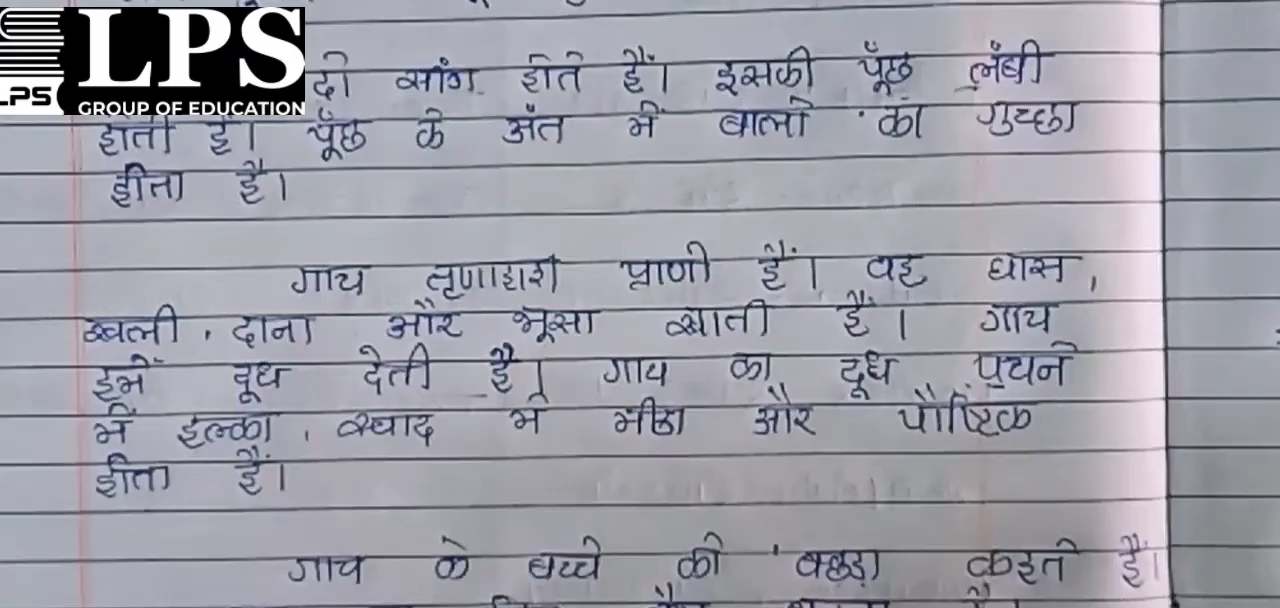 LPS
GROUP OF EDUCATION
LPS
दो सींग होते हैं। इसकी पूँछ लंबी
होती है। पूँछ के अंत में बालो का गुच्छा
होता है।
गाय तृणाहारी प्राणी हैं। वह घास,
खली, दाना और भूसा खाती हैं। गाय
हमें दूध देती है। गाय का दूध पचने
में हल्का, स्वाद में मीठा और पौष्टिक
होता हैं।
गाय के बच्चे को 'बछड़ा कहते हैं।